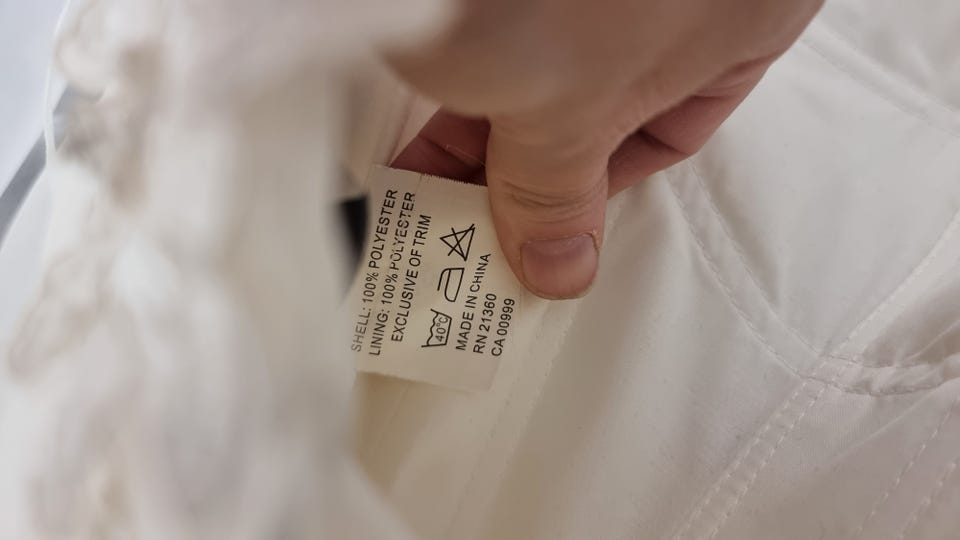 SHELL: 100% POLYESTER
LINING: 100% POLYESTER
EXCLUSIVE OF TRIM
40°C
MADE IN CHINA
RN 21360
CA 00999